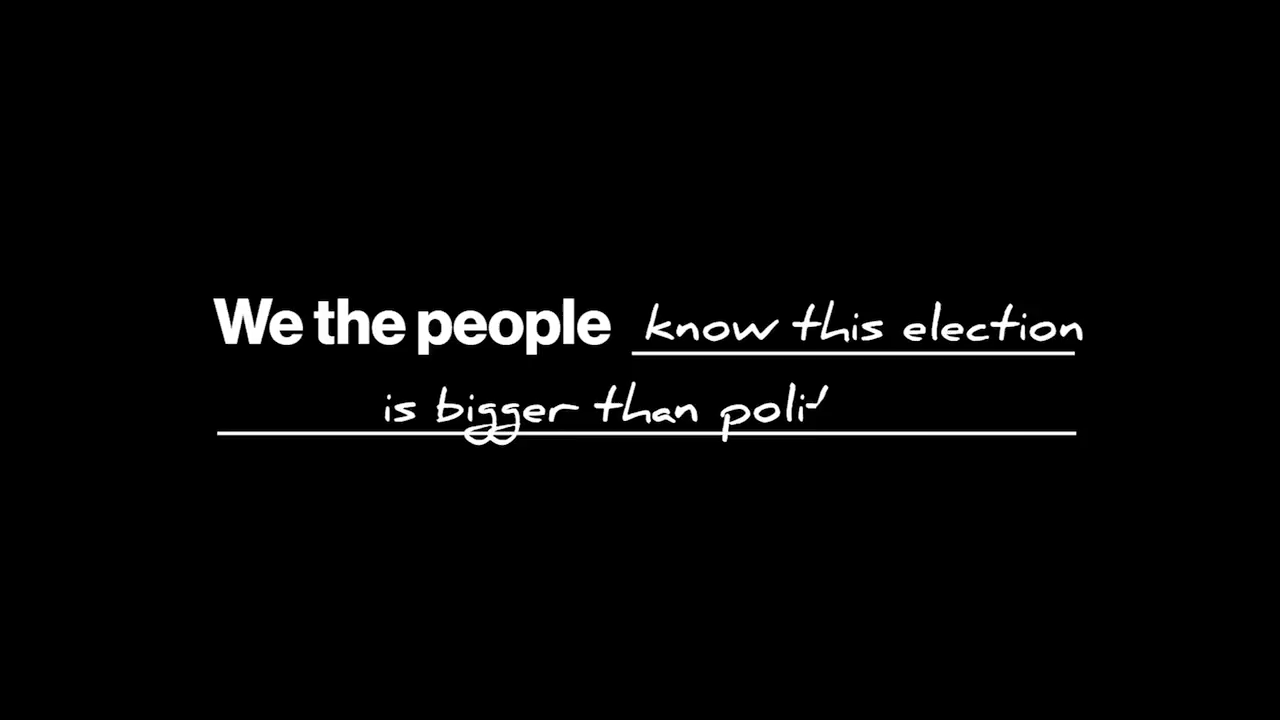 We the people know this election
is bigger than poli